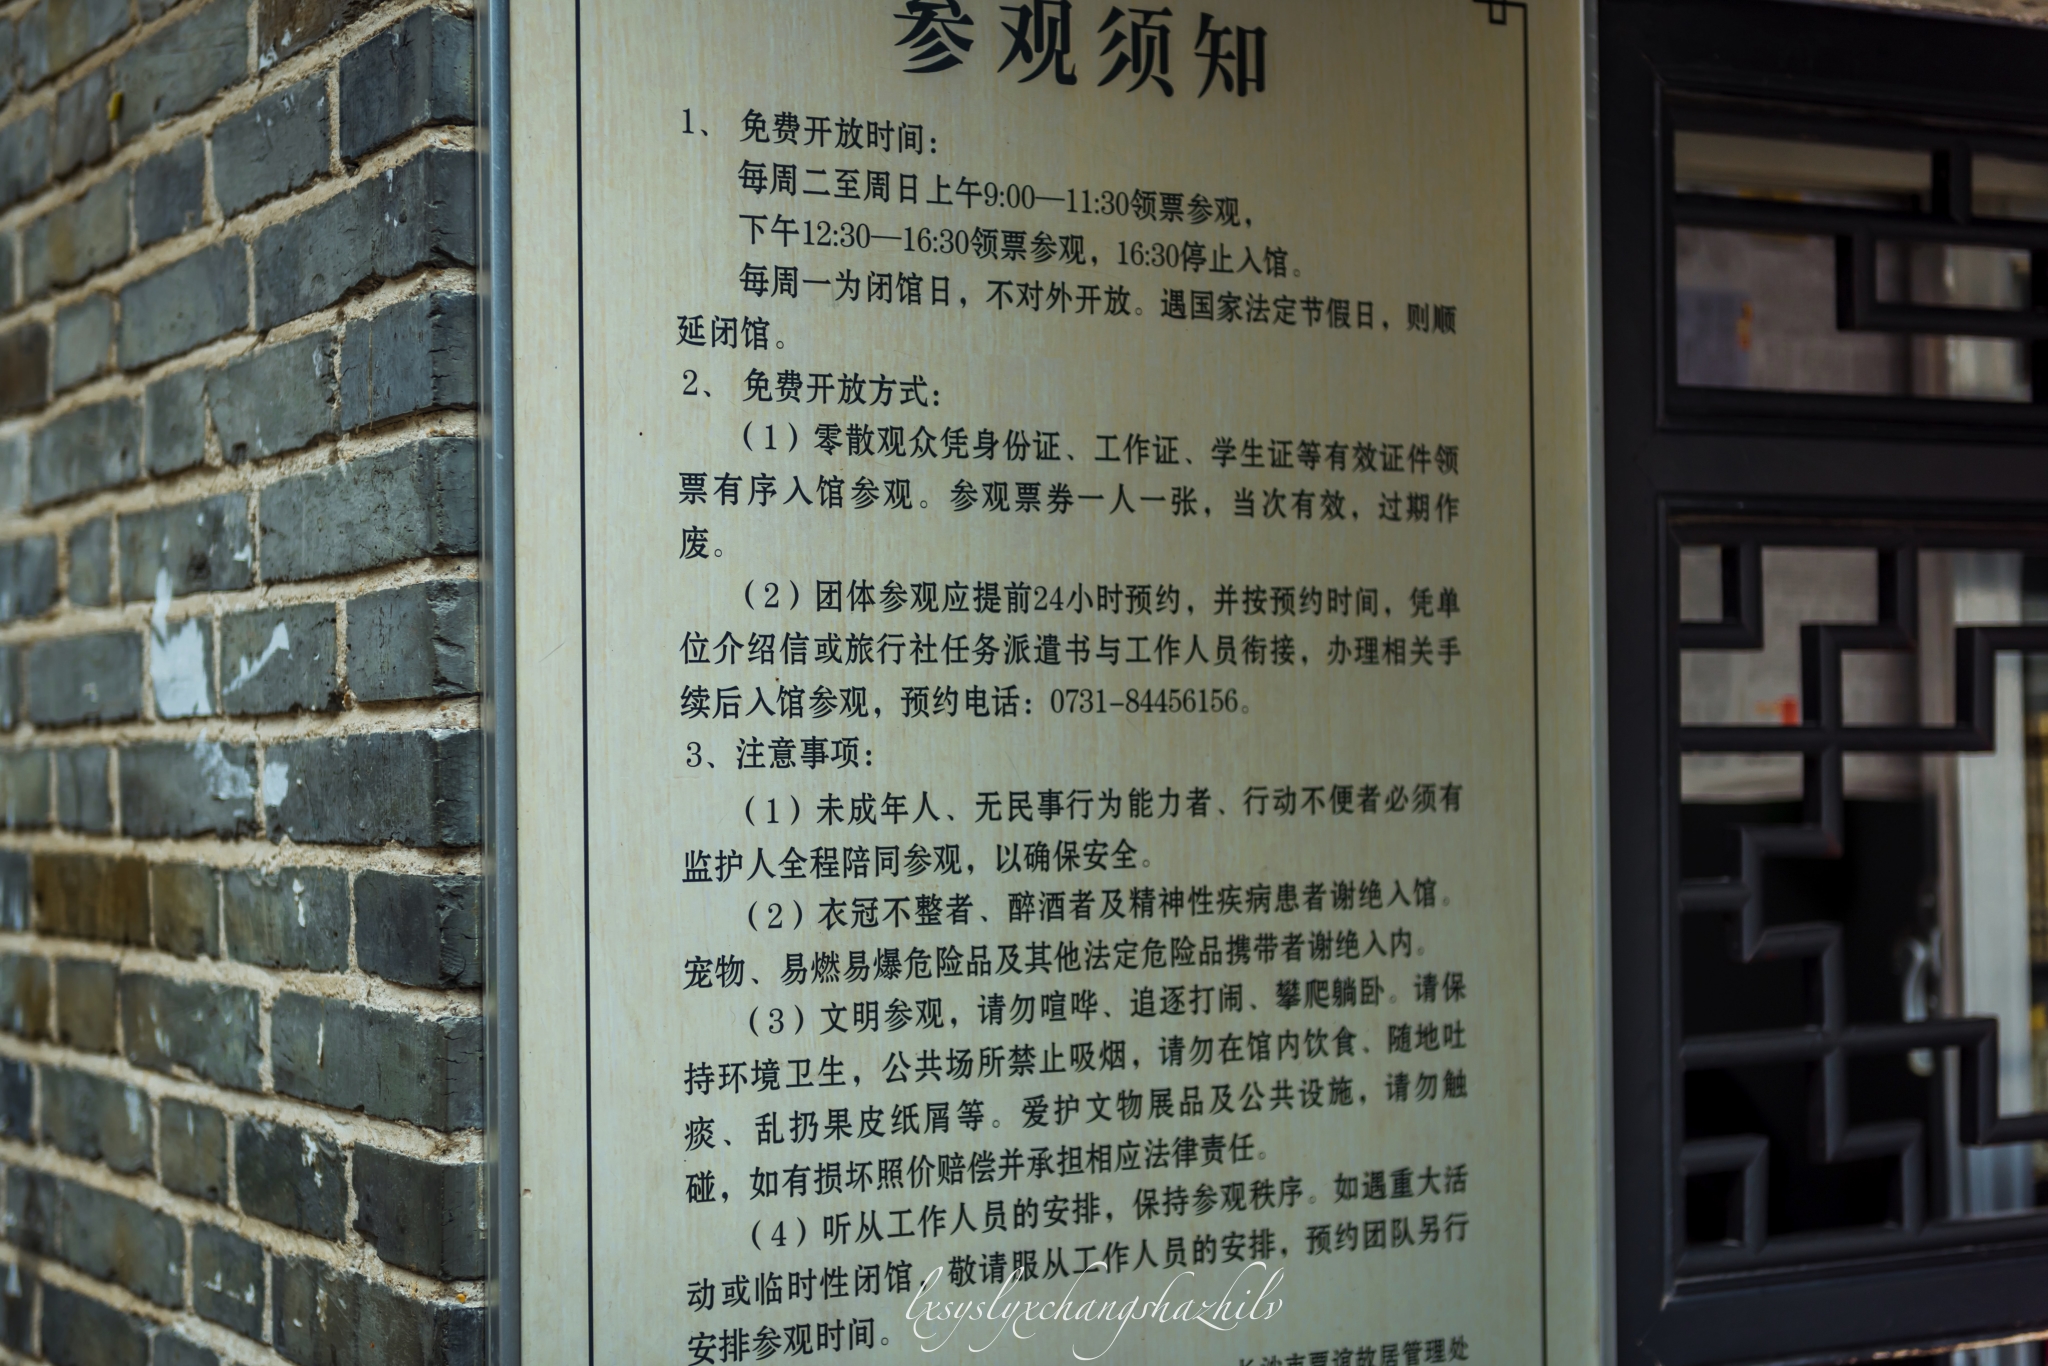 参观须知
1、 免费开放时间：
每周二至周日上午9:00—11:30领票参观，
下午12:30—16:30领票参观，16:30停止入馆。
每周一为闭馆日，不对外开放。遇国家法定节假日，则顺
延闭馆。
2、 免费开放方式：
（1）零散观众凭身份证、工作证、学生证等有效证件领
票有序入馆参观。参观票券一人一张，当次有效，过期作
废。
（2）团体参观应提前24小时预约，并按预约时间，凭单
位介绍信或旅行社任务派遣书与工作人员衔接，办理相关手
续后入馆参观，预约电话：0731-84456156。
3、注意事项：
（1）未成年人、无民事行为能力者、行动不便者必须有
监护人全程陪同参观，以确保安全。
（2）衣冠不整者、醉酒者及精神性疾病患者谢绝入馆。
宠物、易燃易爆危险品及其他法定危险品携带者谢绝入内。
（3）文明参观，请勿喧哗、追逐打闹、攀爬躺卧。请保
持环境卫生，公共场所禁止吸烟，请勿在馆内饮食、随地吐
痰、乱扔果皮纸屑等。爱护文物展品及公共设施，请勿触
碰，如有损坏照价赔偿并承担相应法律责任。
（4）听从工作人员的安排，保持参观秩序。如遇重大活
动或临时性闭馆，敬请服从工作人员的安排，预约团队另行
安排参观时间。
lxsyslyxchangshazhilv
长沙市贾谊故居管理处